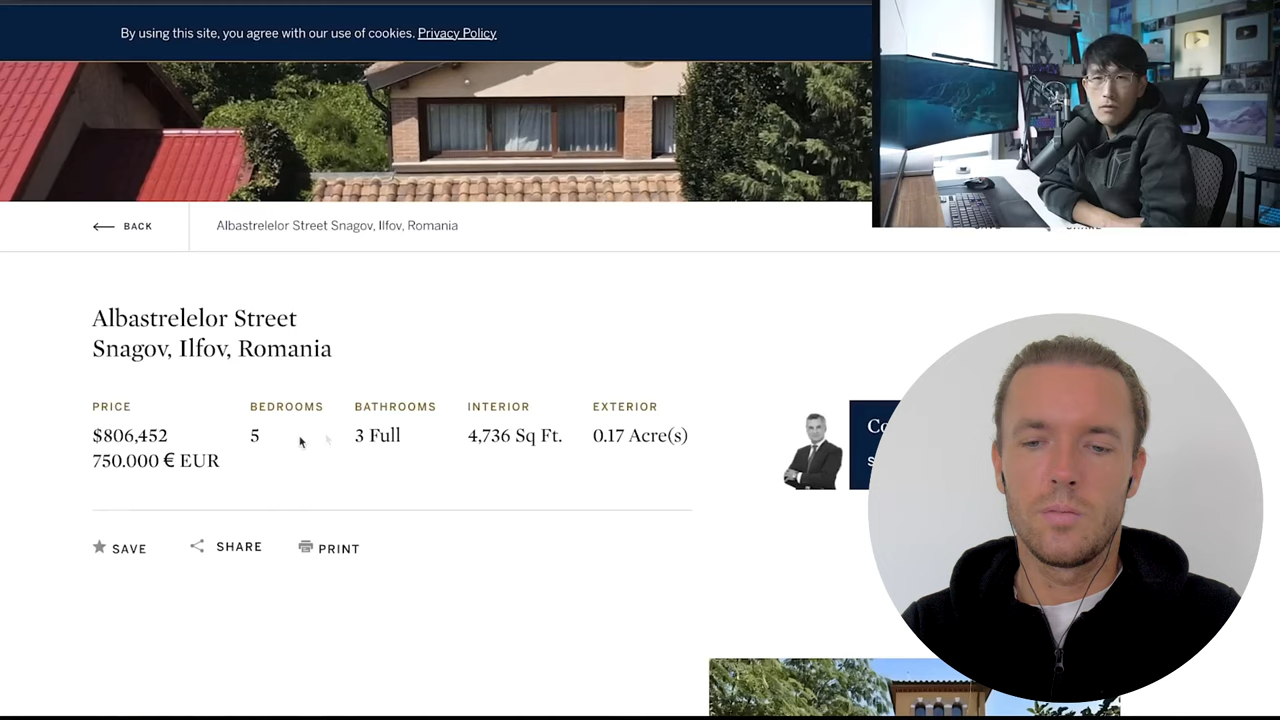 By using this site, you agree with our use of cookies. Privacy Policy
BACK
Albastrelelor Street Snagov, Ilfov, Romania
Albastrelelor Street
Snagov, Ilfov, Romania
PRICE BEDROOMS BATHROOMS INTERIOR EXTERIOR
$806,452 5 3 Full 4,736 Sq Ft. 0.17 Acre(s)
750.000 € EUR
SAVE SHARE PRINT